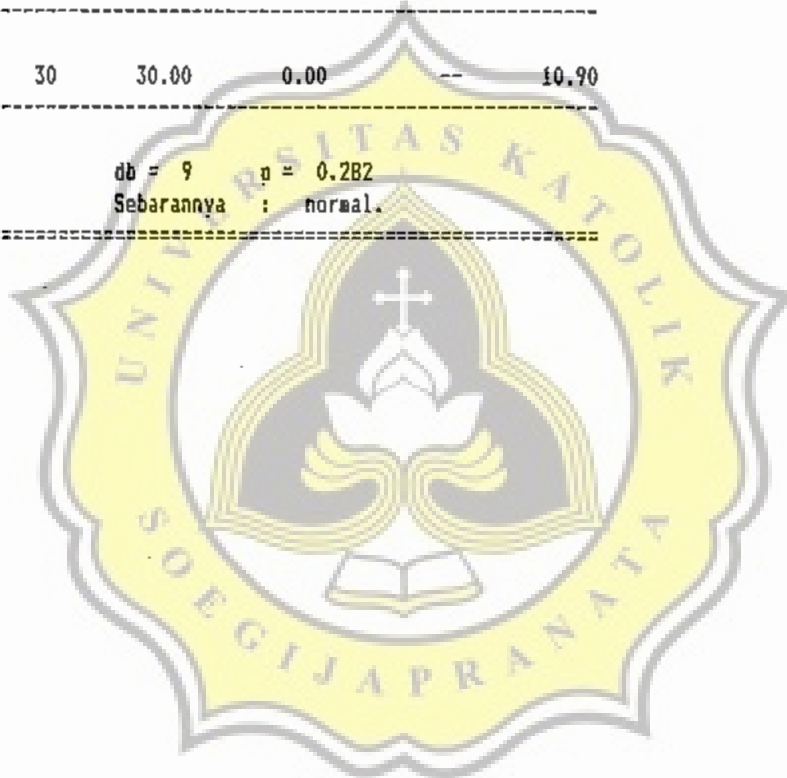 30 30.00 0.00 -- 10.90
db = 9 p = 0.282
Sebarannya : normal.
UNIVERSITAS KATOLIK
SOEGIJAPRANATA